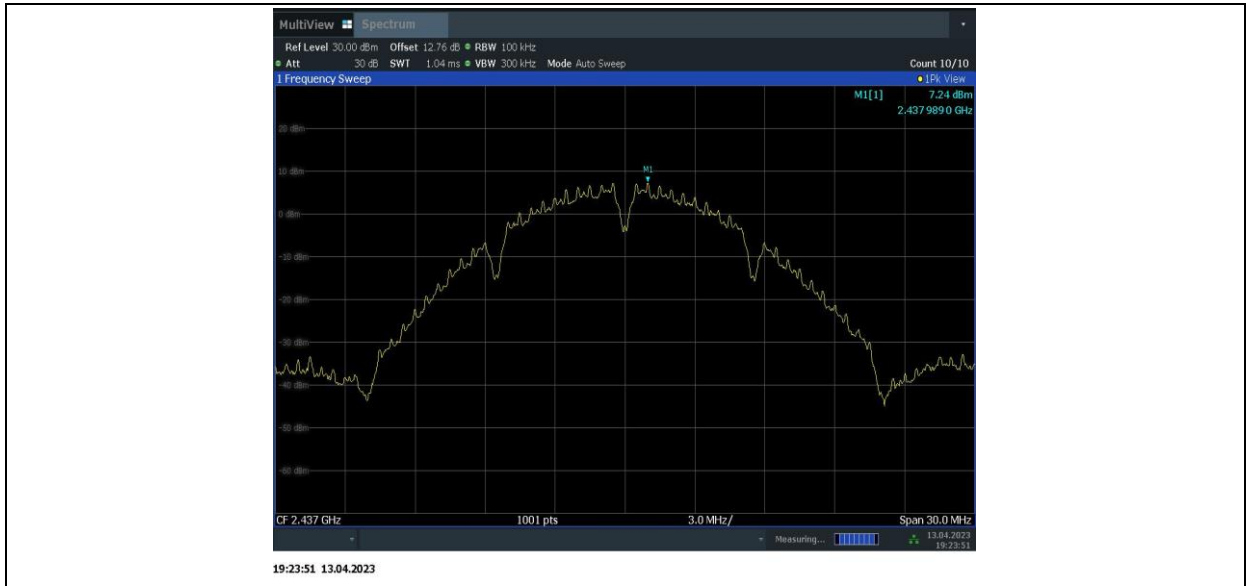 MultiView Spectrum
Ref Level 30.00 dBm Offset 12.76 dB RBW 100 kHz
Att 30 dB SWT 1.04 ms VBW 300 kHz Mode Auto Sweep Count 10/10
1 Frequency Sweep 1Pk View
M1[1] 7.24 dBm
2.4379890 GHz
20 dBm
10 dBm
M1
0 dBm
-10 dBm
-20 dBm
-30 dBm
-40 dBm
-50 dBm
-60 dBm
CF 2.437 GHz 1001 pts 3.0 MHz/ Span 30.0 MHz
Measuring... 13.04.2023
19:23:51
19:23:51 13.04.2023